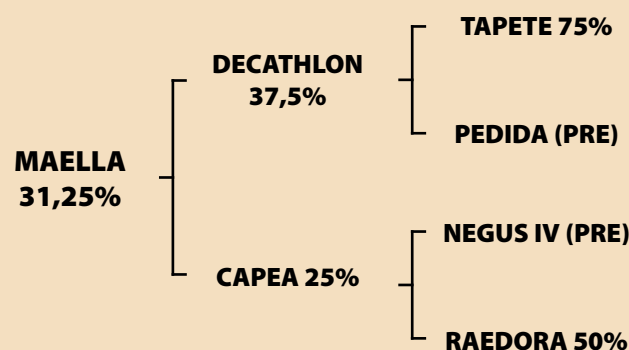 TAPETE 75%
DECATHLON
37,5%
PEDIDA (PRE)
MAELLA
31,25%
NEGUS IV (PRE)
CAPEA 25%
RAEDORA 50%